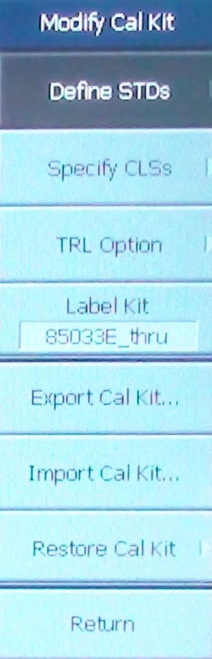 Modify Cal Kit
Define STDs
Specify CLSs
TRL Option
Label Kit
85033E_thru
Export Cal Kit...
Import Cal Kit...
Restore Cal Kit
Return